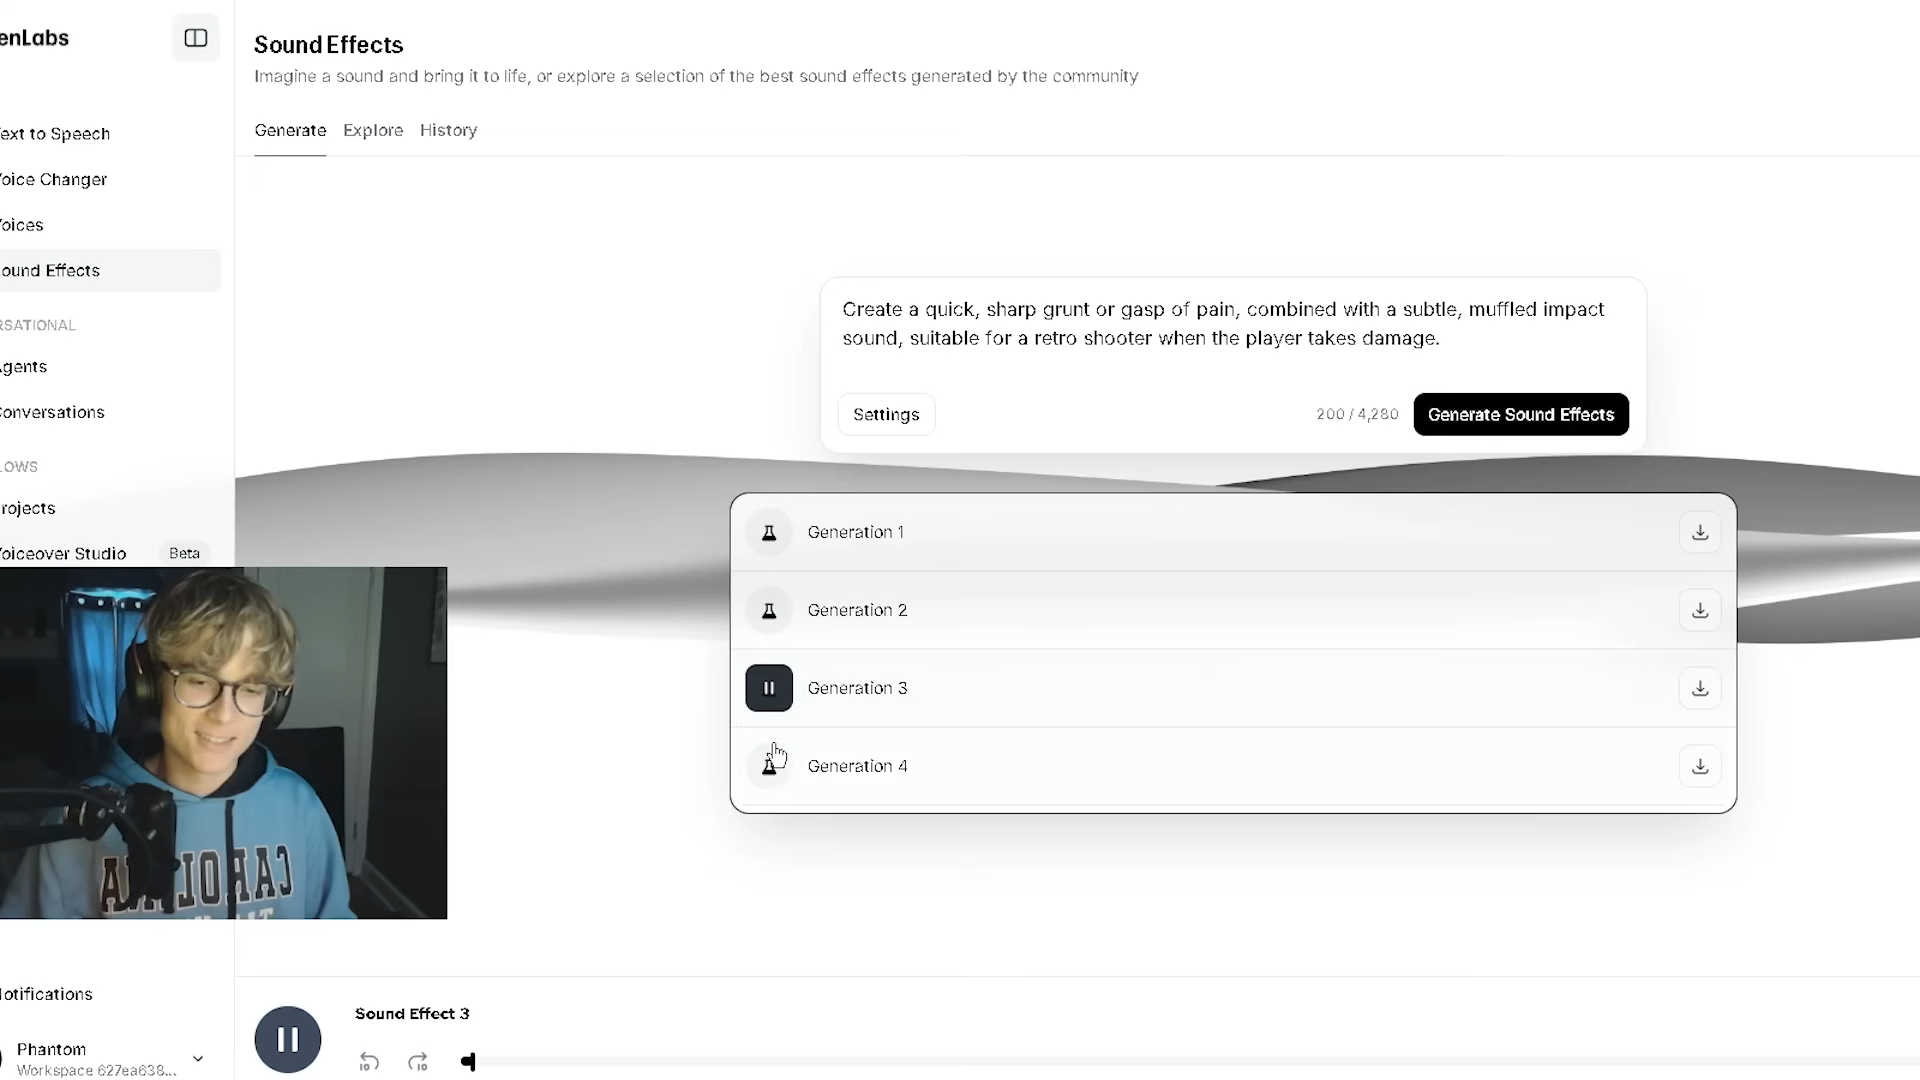 enLabs
ext to Speech
oice Changer
oices
ound Effects
RSATIONAL
gents
onversations
LOWS
rojects
oiceover Studio Beta
otifications
Phantom
Workspace 627ea638...
Sound Effects
Imagine a sound and bring it to life, or explore a selection of the best sound effects generated by the community
Generate Explore History
Create a quick, sharp grunt or gasp of pain, combined with a subtle, muffled impact
sound, suitable for a retro shooter when the player takes damage.
Settings 200 / 4,280 Generate Sound Effects
Generation 1
Generation 2
Generation 3
Generation 4
Sound Effect 3
10 10